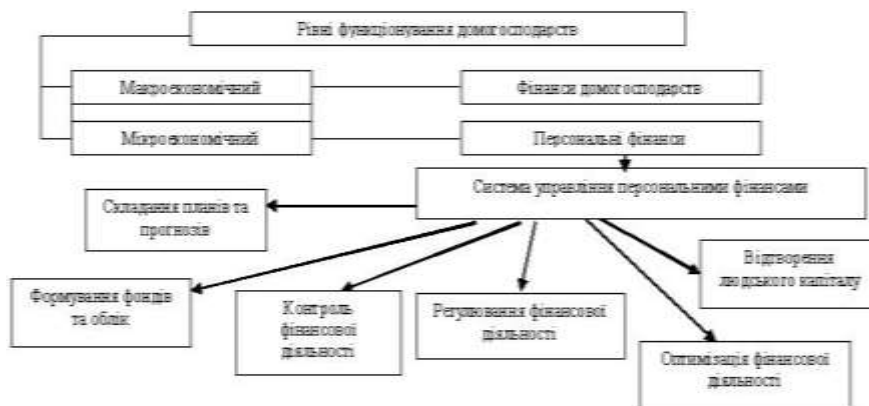 Рівні функціонування домогосподарств
Макроекономічний
Фінанси домогосподарств
Мікроекономічний
Персональні фінанси
Система управління персональними фінансами
Складання планів та
прогнозів
Відтворення
людського капіталу
Формування фондів
та облік
Контроль
фінансової
діяльності
Регулювання фінансової
діяльності
Оптимізація фінансової
діяльності